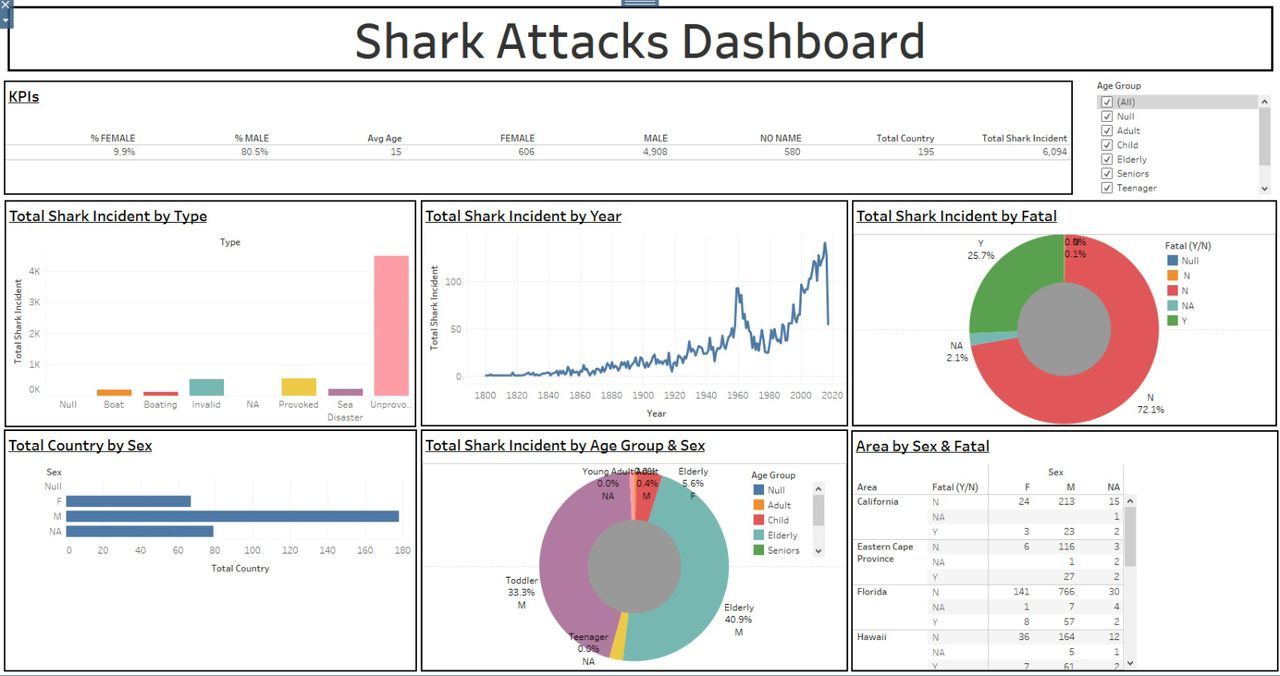 Shark Attacks Dashboard
KPIs
% FEMALE % MALE Avg Age FEMALE MALE NO NAME Total Country Total Shark Incident
9.9% 80.5% 15 606 4,908 580 195 6,094
Age Group
(All)
Null
Adult
Child
Elderly
Seniors
Teenager
Total Shark Incident by Type
Type
Total Shark Incident
4K
3K
2K
1K
0K
Null Boat Boating Invalid NA Provoked Sea Disaster Unprovo..
Total Shark Incident by Year
Total Shark Incident
100
50
0
1800 1820 1840 1860 1880 1900 1920 1940 1960 1980 2000 2020
Year
Total Shark Incident by Fatal
Y
25.7%
0.1%
NA
2.1%
N
72.1%
Fatal (Y/N)
Null
N
N
NA
Y
Total Country by Sex
Sex
Null
F
M
NA
0 20 40 60 80 100 120 140 160 180
Total Country
Total Shark Incident by Age Group & Sex
Young Adult
0.0%
NA
0.4%
M
Elderly
5.6%
F
Toddler
33.3%
M
Teenager
0.0%
NA
Elderly
40.9%
M
Age Group
Null
Adult
Child
Elderly
Seniors
Area by Sex & Fatal
Sex
Area Fatal (Y/N) F M NA
California N 24 213 15
NA 1
Y 3 23 2
Eastern Cape Province N 6 116 3
NA 1 2
Y 27 2
Florida N 141 766 30
NA 1 7 4
Y 8 57 2
Hawaii N 36 164 12
NA 5 1
Y 7 61 2